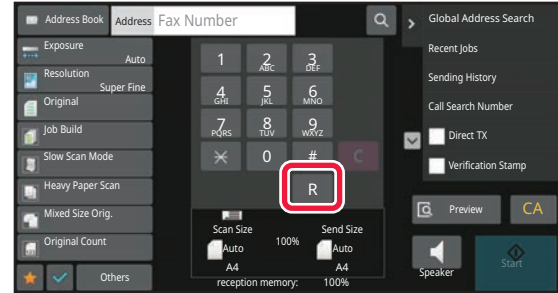 Address Book
Address
Fax Number
Exposure
Auto
Resolution
Super Fine
Original
Job Build
Slow Scan Mode
Heavy Paper Scan
Mixed Size Orig.
Original Count
Others
1
2
ABC
3
DEF
4
GHI
5
JKL
6
MNO
7
PQRS
8
TUV
9
WXYZ
0
#
C
R
Scan Size
Auto
A4
100%
Send Size
Auto
A4
reception memory: 100%
Global Address Search
Recent Jobs
Sending History
Call Search Number
Direct TX
Verification Stamp
Preview
CA
Speaker
Start